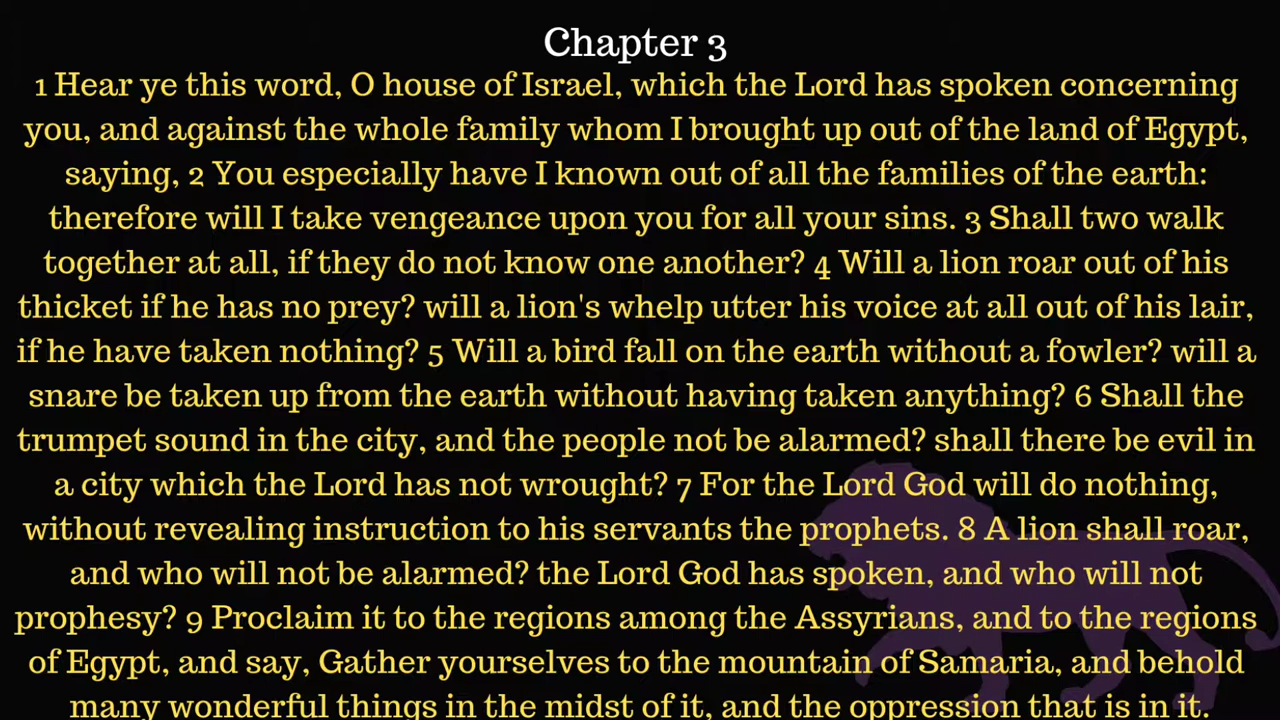 Chapter 3
1 Hear ye this word, O house of Israel, which the Lord has spoken concerning
you, and against the whole family whom I brought up out of the land of Egypt,
saying, 2 You especially have I known out of all the families of the earth:
therefore will I take vengeance upon you for all your sins. 3 Shall two walk
together at all, if they do not know one another? 4 Will a lion roar out of his
thicket if he has no prey? will a lion's whelp utter his voice at all out of his lair,
if he have taken nothing? 5 Will a bird fall on the earth without a fowler? will a
snare be taken up from the earth without having taken anything? 6 Shall the
trumpet sound in the city, and the people not be alarmed? shall there be evil in
a city which the Lord has not wrought? 7 For the Lord God will do nothing,
without revealing instruction to his servants the prophets. 8 A lion shall roar,
and who will not be alarmed? the Lord God has spoken, and who will not
prophesy? 9 Proclaim it to the regions among the Assyrians, and to the regions
of Egypt, and say, Gather yourselves to the mountain of Samaria, and behold
many wonderful things in the midst of it, and the oppression that is in it.